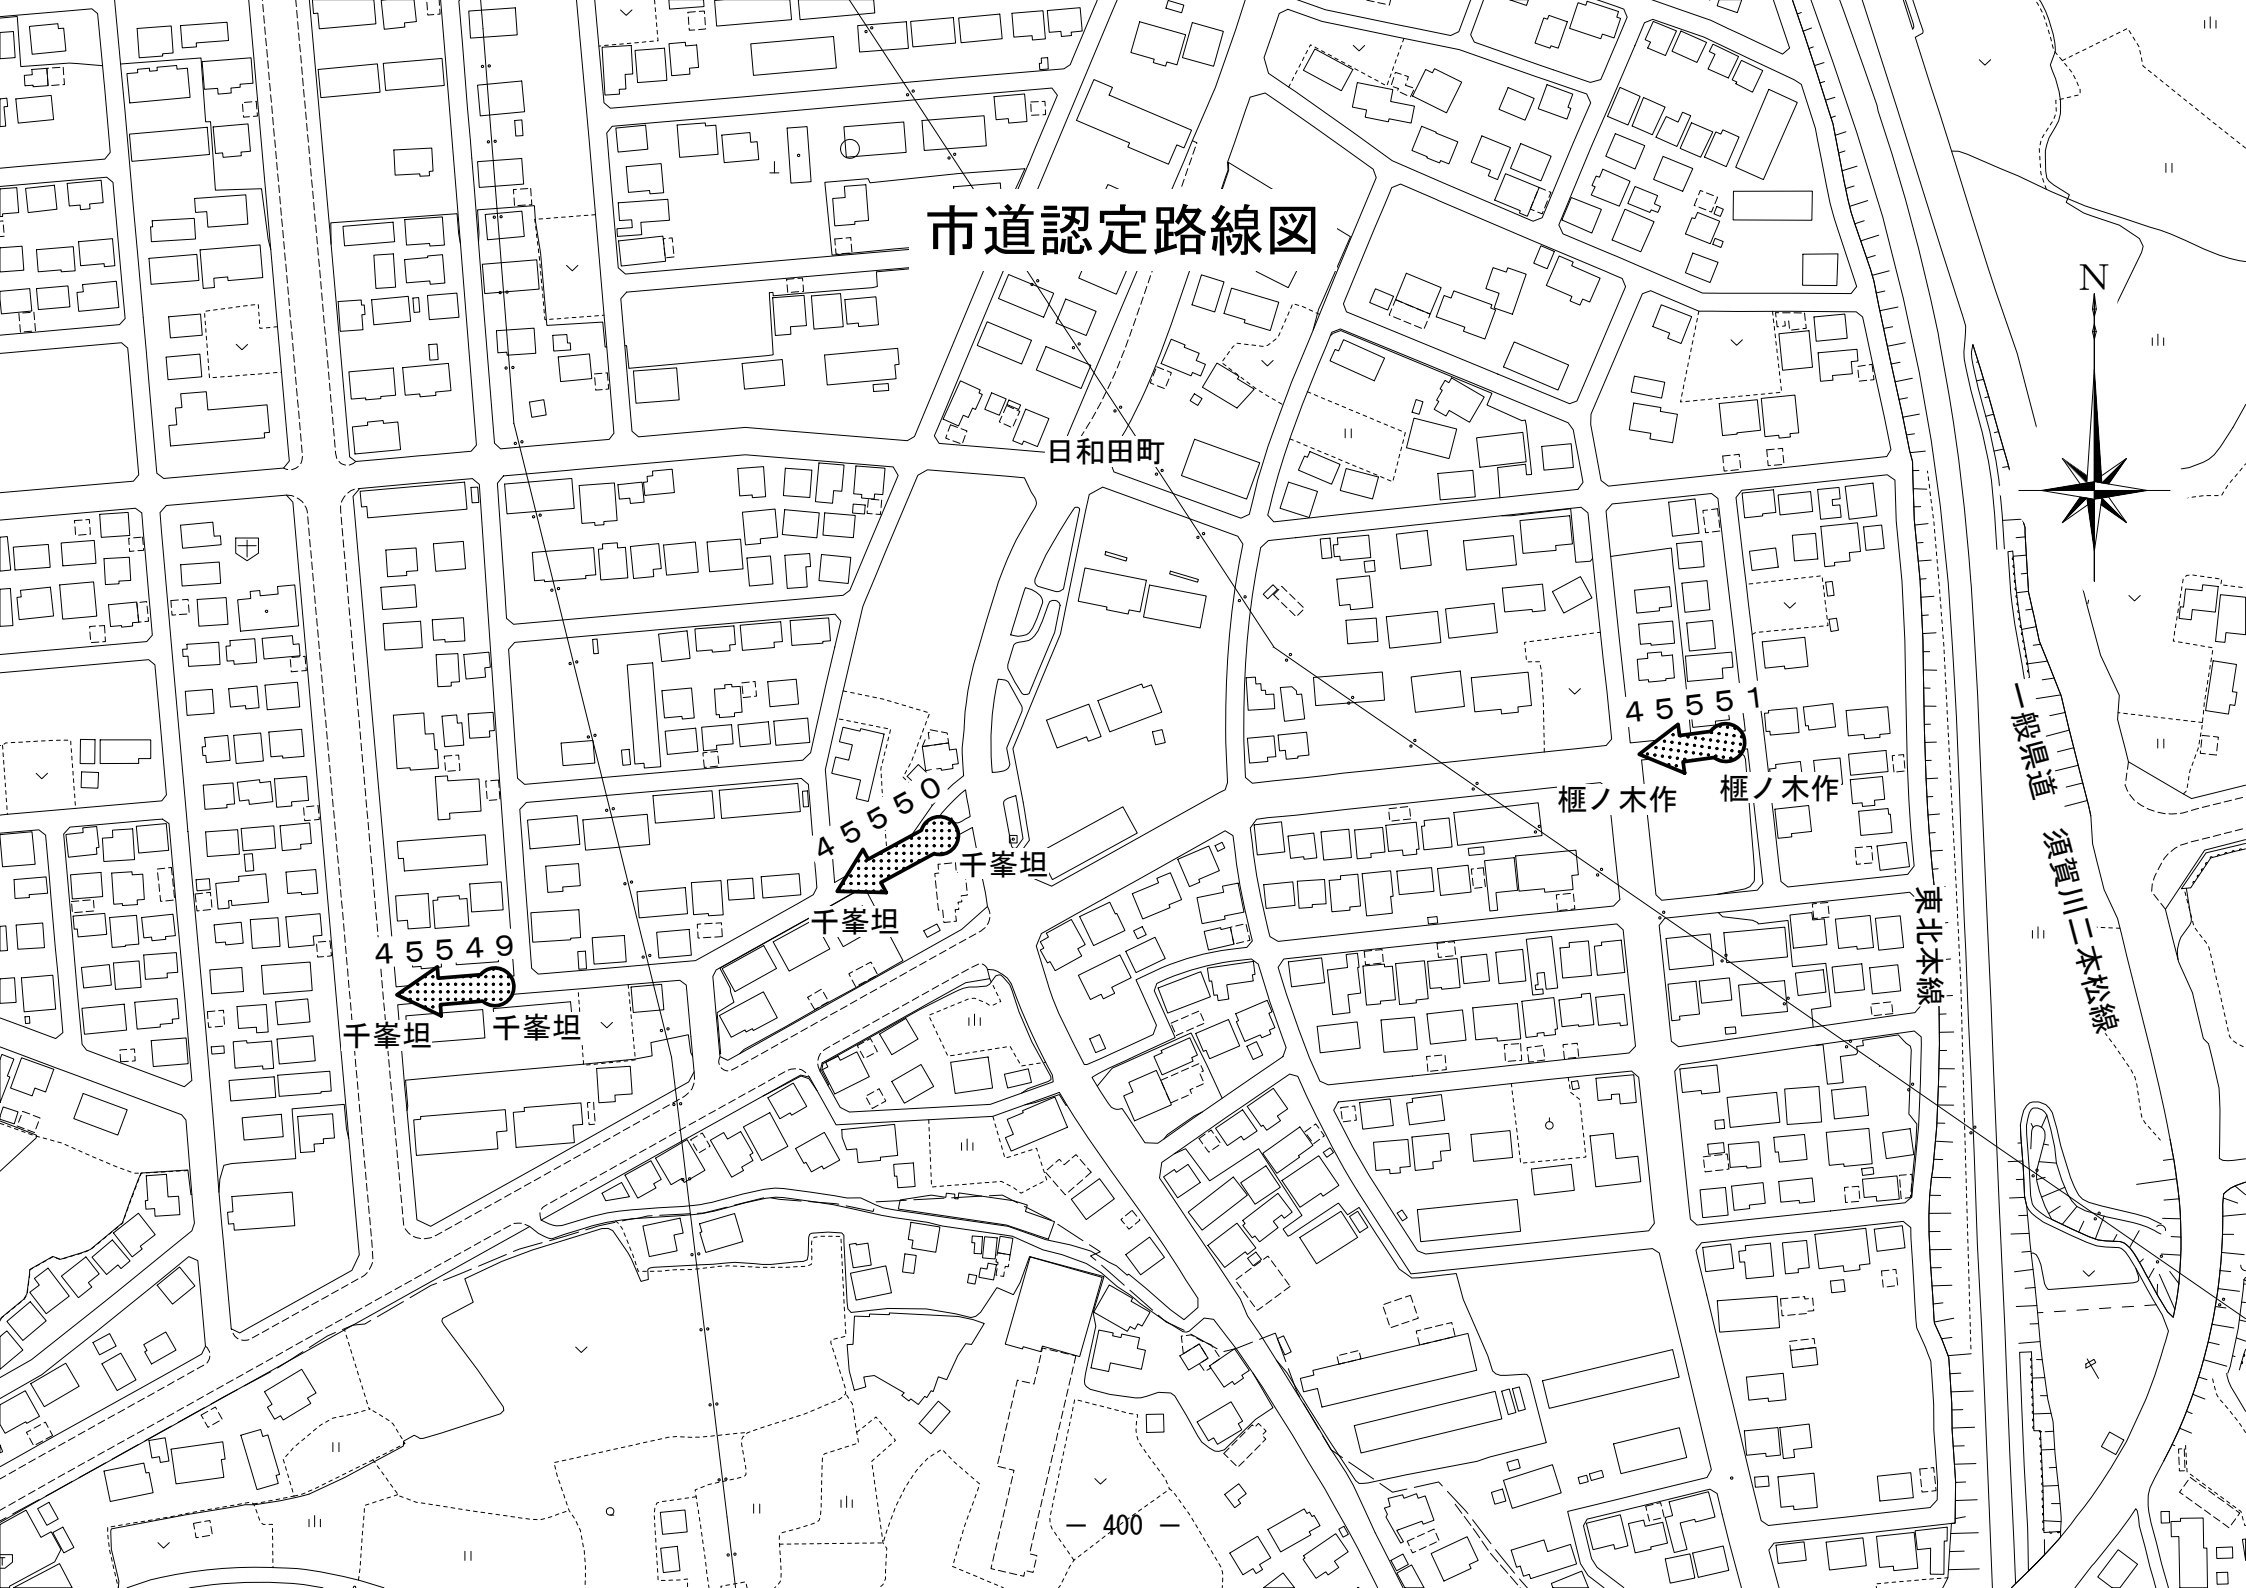 市道認定路線図
N
日和田町
45551
榧ノ木作
榧ノ木作
45550
千峯坦
千峯坦
45549
千峯坦
千峯坦
一般県道 須賀川二本松線
東北本線
- 400 -